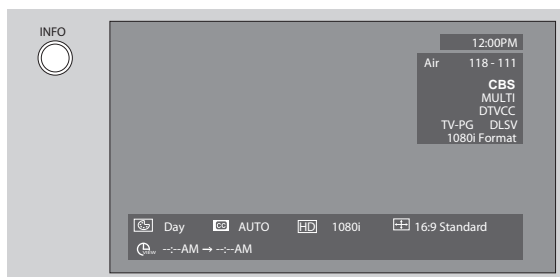 INFO
12:00PM
Air 118 - 111
CBS
MULTI
DTVCC
TV-PG DLSV
1080i Format
Day CC AUTO HD 1080i 16:9 Standard
--:--AM → --:--AM